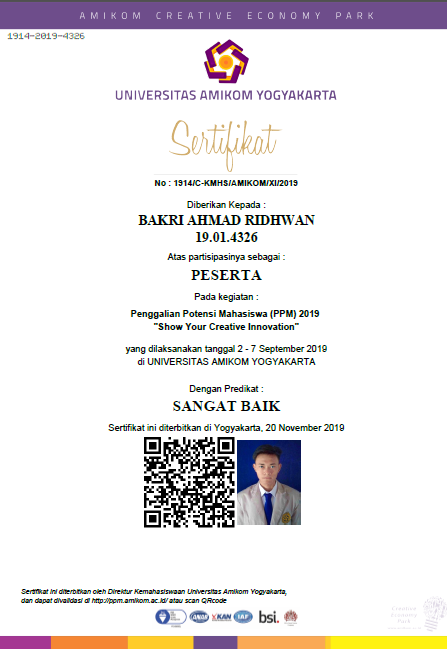 AMIKOM CREATIVE ECONOMY PARK
1914-2019-4326
UNIVERSITAS AMIKOM YOGYAKARTA
Sertifikat
No : 1914/C-KMHS/AMIKOM/XI/2019
Diberikan Kepada :
BAKRI AHMAD RIDHWAN
19.01.4326
Atas partisipasinya sebagai :
PESERTA
Pada kegiatan :
Penggalian Potensi Mahasiswa (PPM) 2019
"Show Your Creative Innovation"
yang dilaksanakan tanggal 2 - 7 September 2019
di UNIVERSITAS AMIKOM YOGYAKARTA
Dengan Predikat :
SANGAT BAIK
Sertifikat ini diterbitkan di Yogyakarta, 20 November 2019
Sertifikat ini diterbitkan oleh Direktur Kemahasiswaan Universitas Amikom Yogyakarta,
dan dapat divalidasi di http://ppm.amikom.ac.id/ atau scan QRcode
Creative
Economy
Park
KAN IAF bsi.